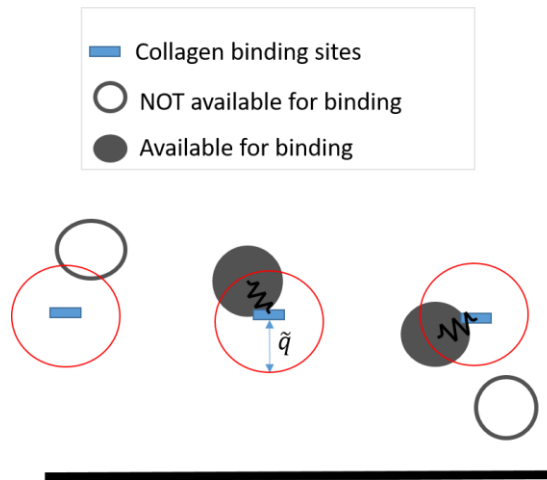 Collagen binding sites
NOT available for binding
Available for binding
q̃